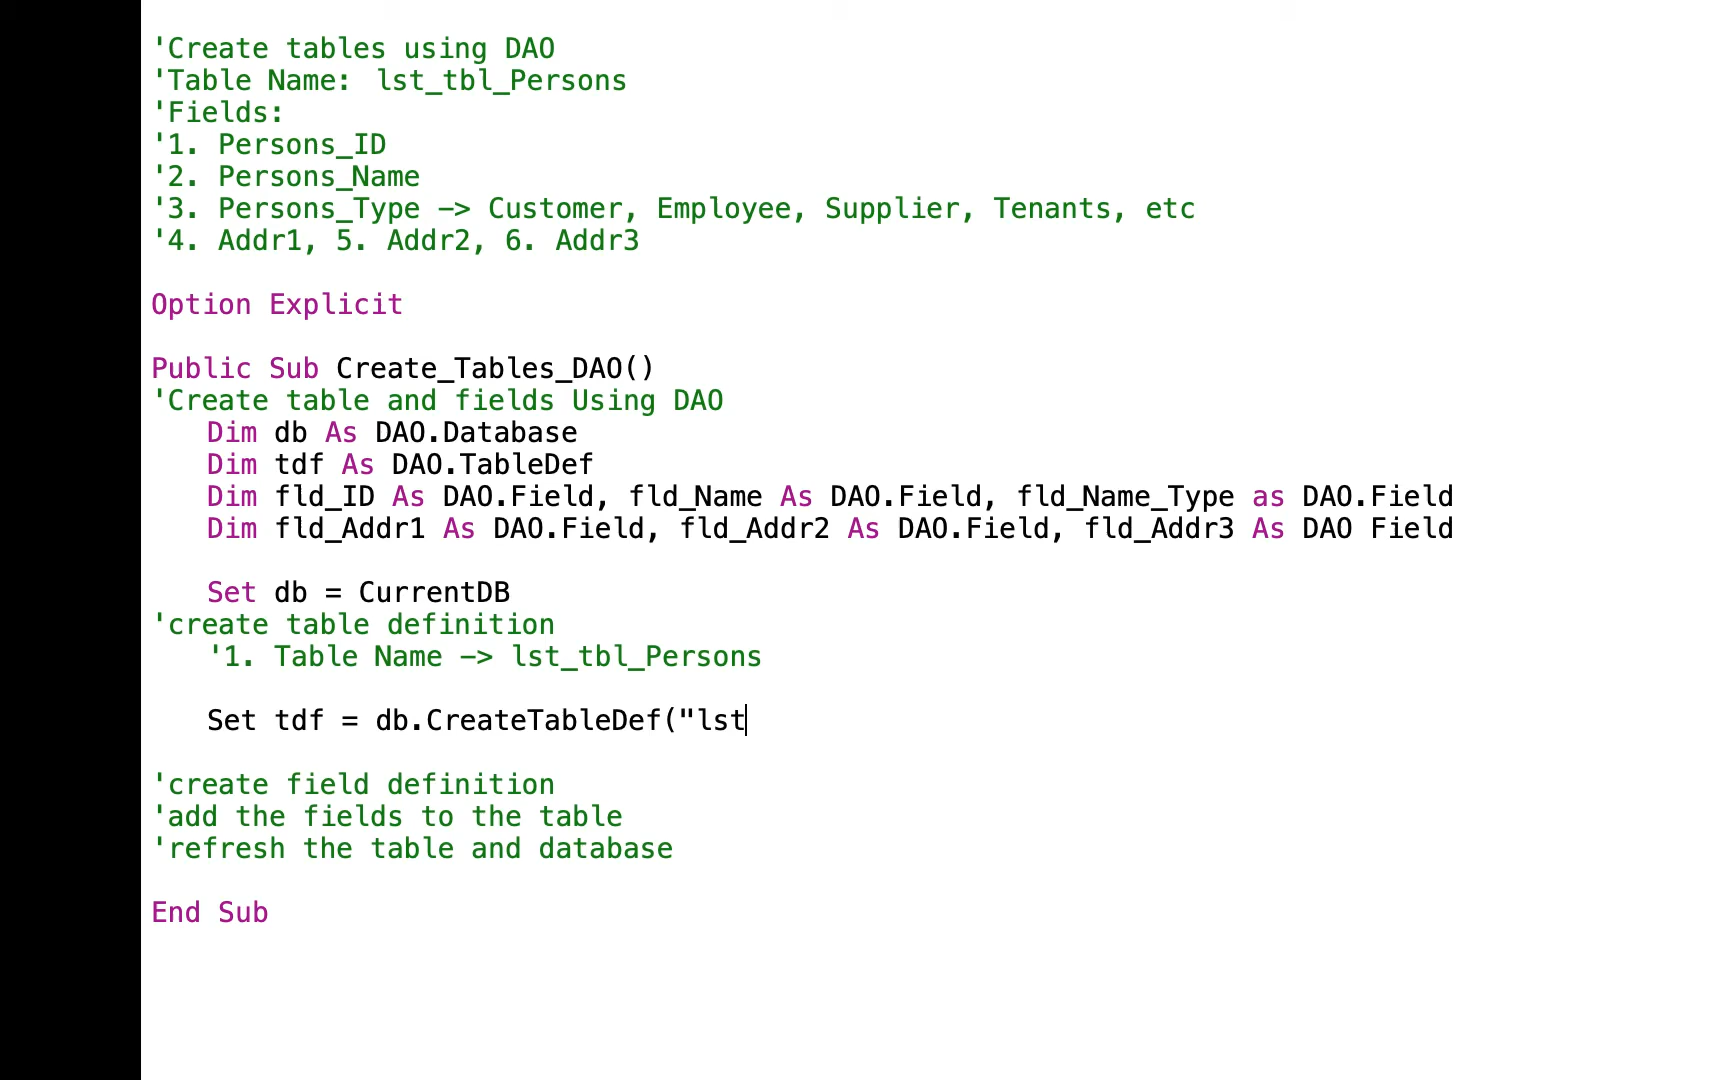 'Create tables using DAO
'Table Name: lst_tbl_Persons
'Fields:
'1. Persons_ID
'2. Persons_Name
'3. Persons_Type -> Customer, Employee, Supplier, Tenants, etc
'4. Addr1, 5. Addr2, 6. Addr3
Option Explicit
Public Sub Create_Tables_DAO()
'Create table and fields Using DAO
Dim db As DAO.Database
Dim tdf As DAO.TableDef
Dim fld_ID As DAO.Field, fld_Name As DAO.Field, fld_Name_Type as DAO.Field
Dim fld_Addr1 As DAO.Field, fld_Addr2 As DAO.Field, fld_Addr3 As DAO Field
Set db = CurrentDB
'create table definition
'1. Table Name -> lst_tbl_Persons
Set tdf = db.CreateTableDef("lst
'create field definition
'add the fields to the table
'refresh the table and database
End Sub